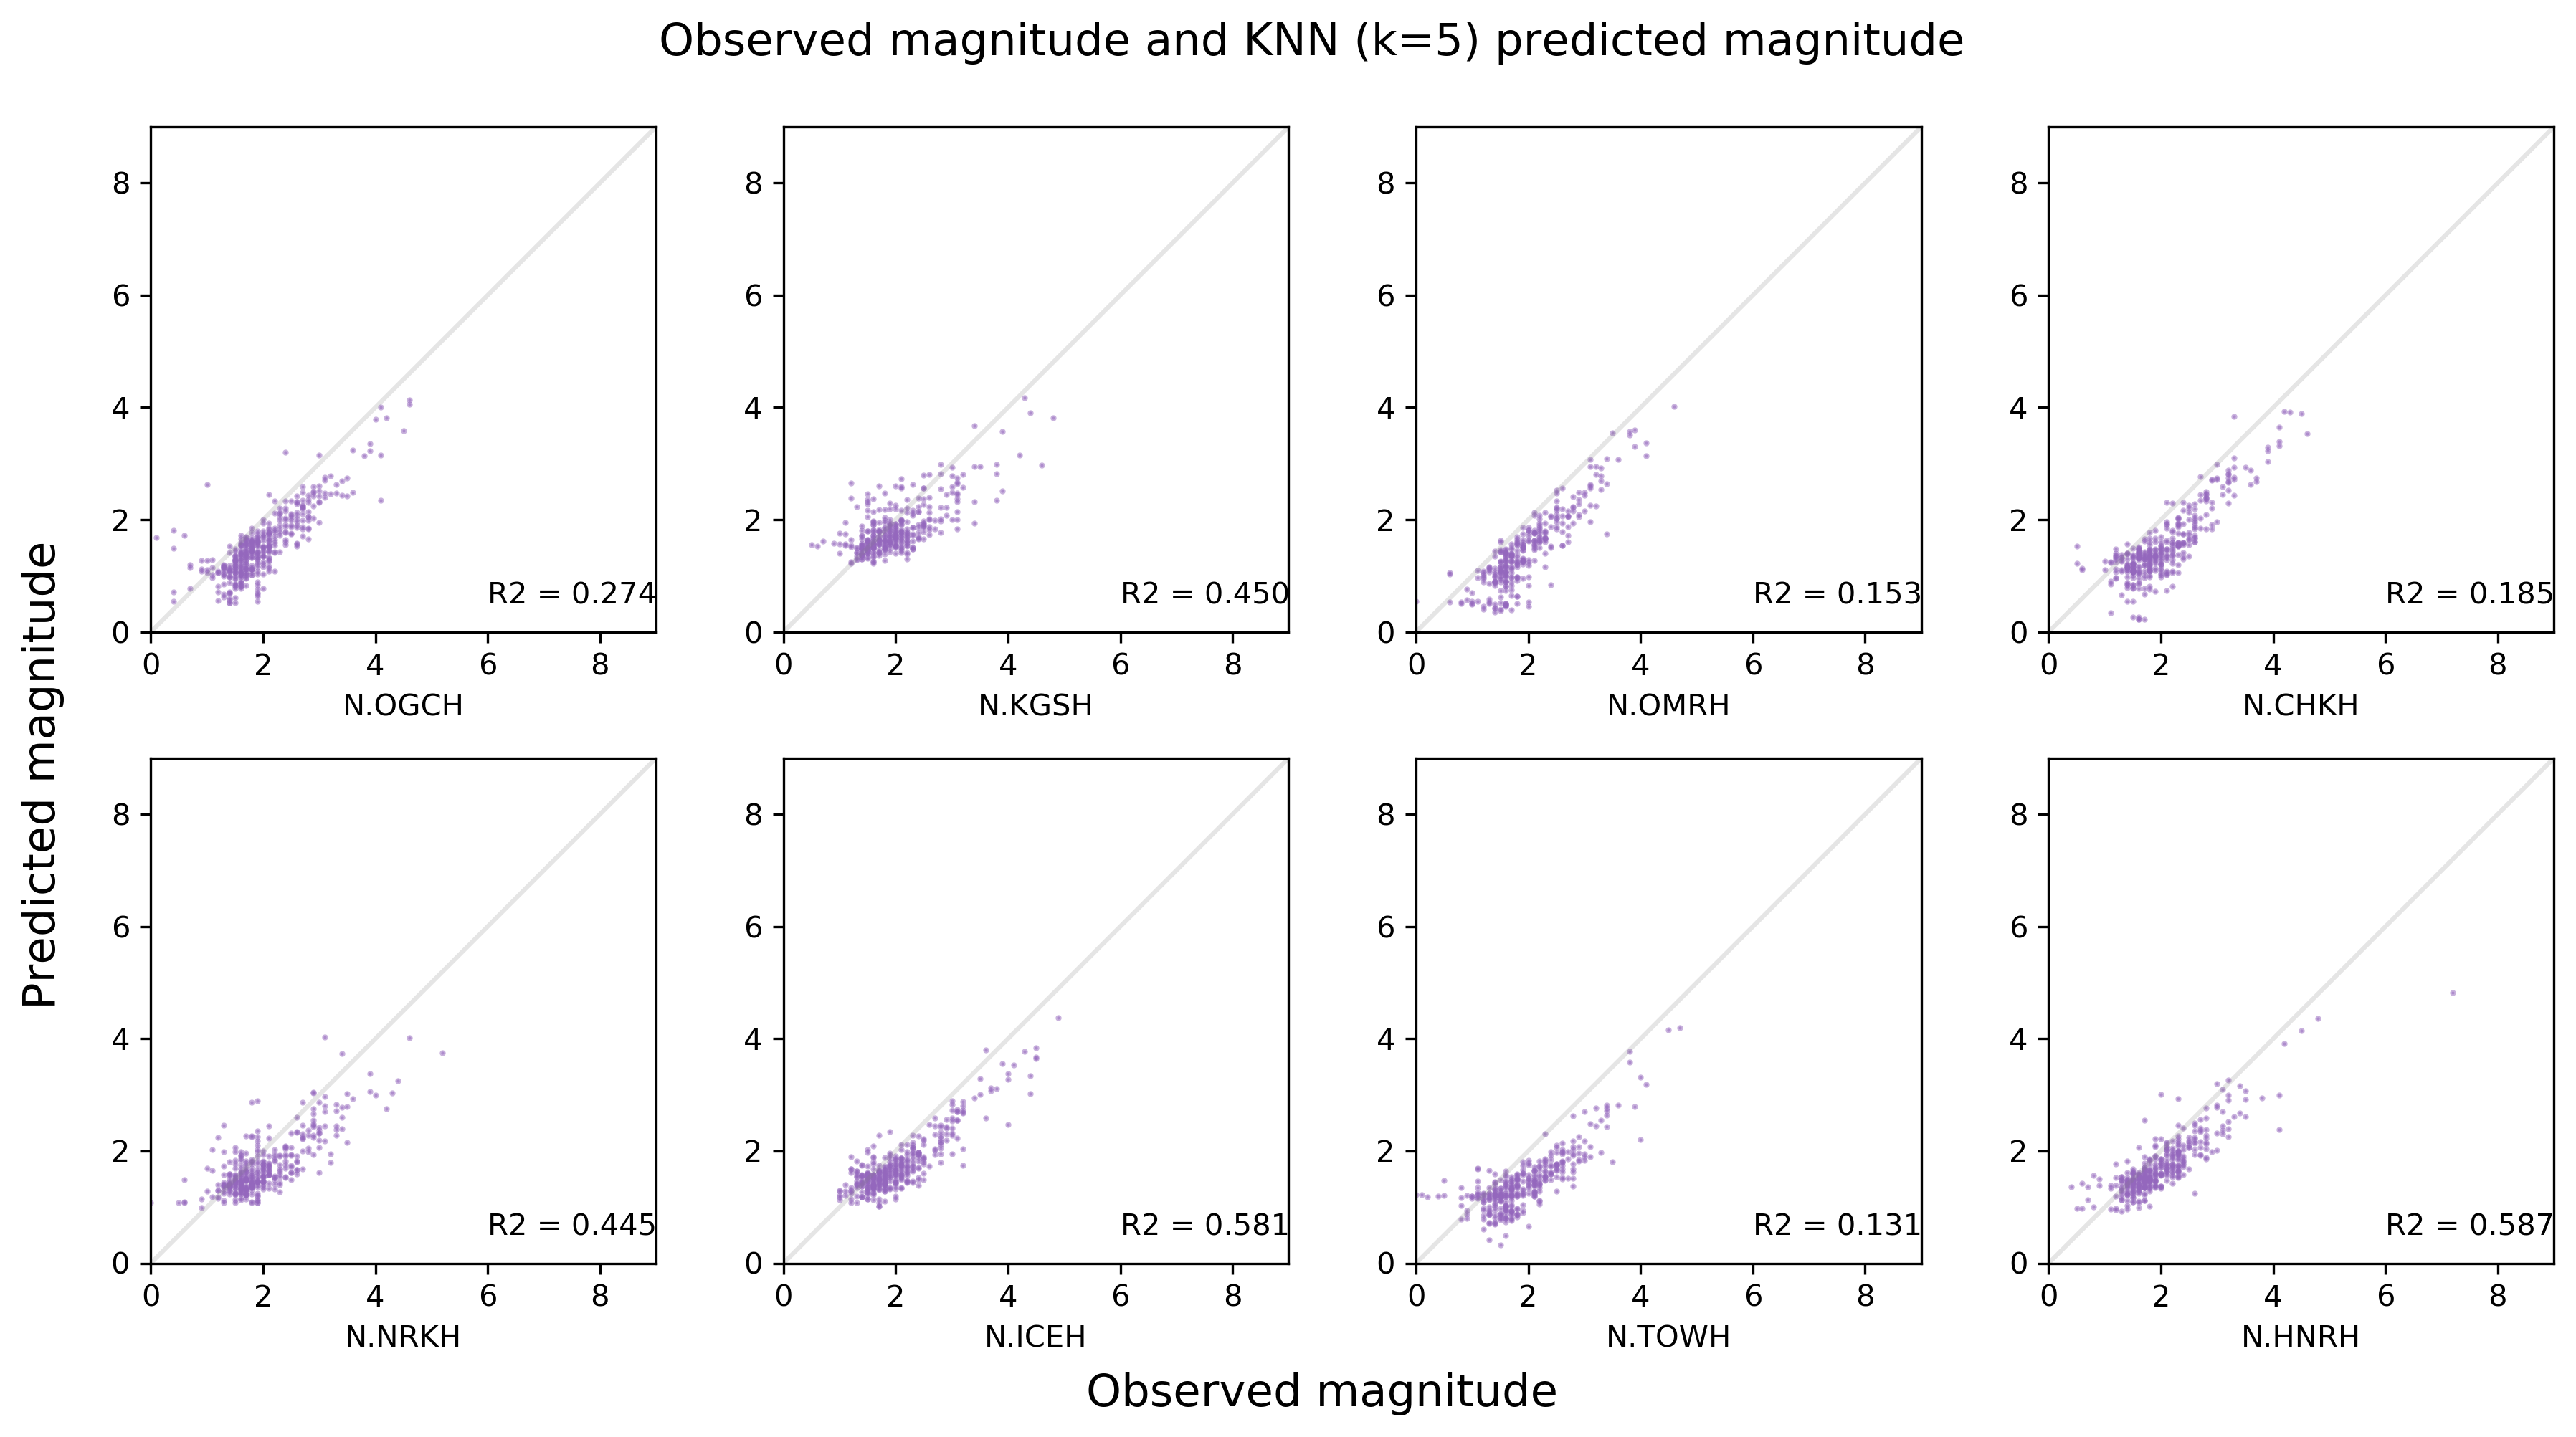 Observed magnitude and KNN (k=5) predicted magnitude
Predicted magnitude
8
6
4
2
0
0 2 4 6 8
R2 = 0.274
N.OGCH
8
6
4
2
0
0 2 4 6 8
R2 = 0.450
N.KGSH
8
6
4
2
0
0 2 4 6 8
R2 = 0.153
N.OMRH
8
6
4
2
0
0 2 4 6 8
R2 = 0.185
N.CHKH
8
6
4
2
0
0 2 4 6 8
R2 = 0.445
N.NRKH
8
6
4
2
0
0 2 4 6 8
R2 = 0.581
N.ICEH
8
6
4
2
0
0 2 4 6 8
R2 = 0.131
N.TOWH
8
6
4
2
0
0 2 4 6 8
R2 = 0.587
N.HNRH
Observed magnitude